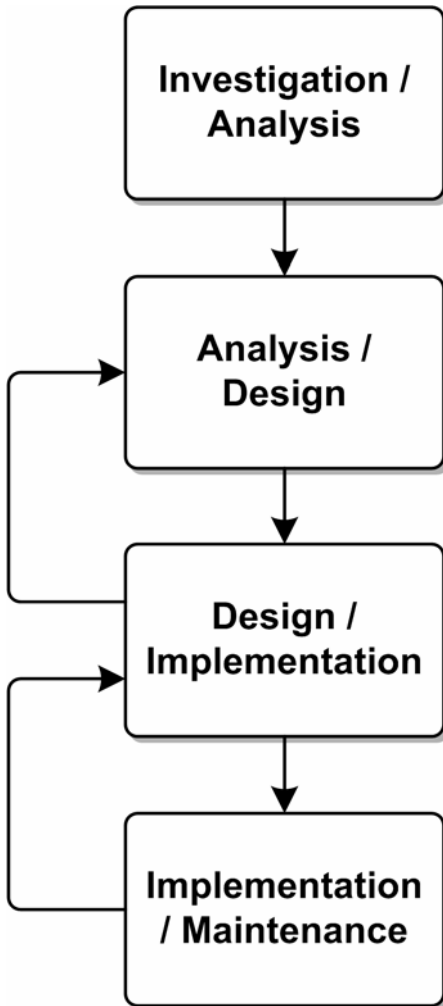 Investigation /
Analysis
Analysis /
Design
Design /
Implementation
Implementation
/ Maintenance